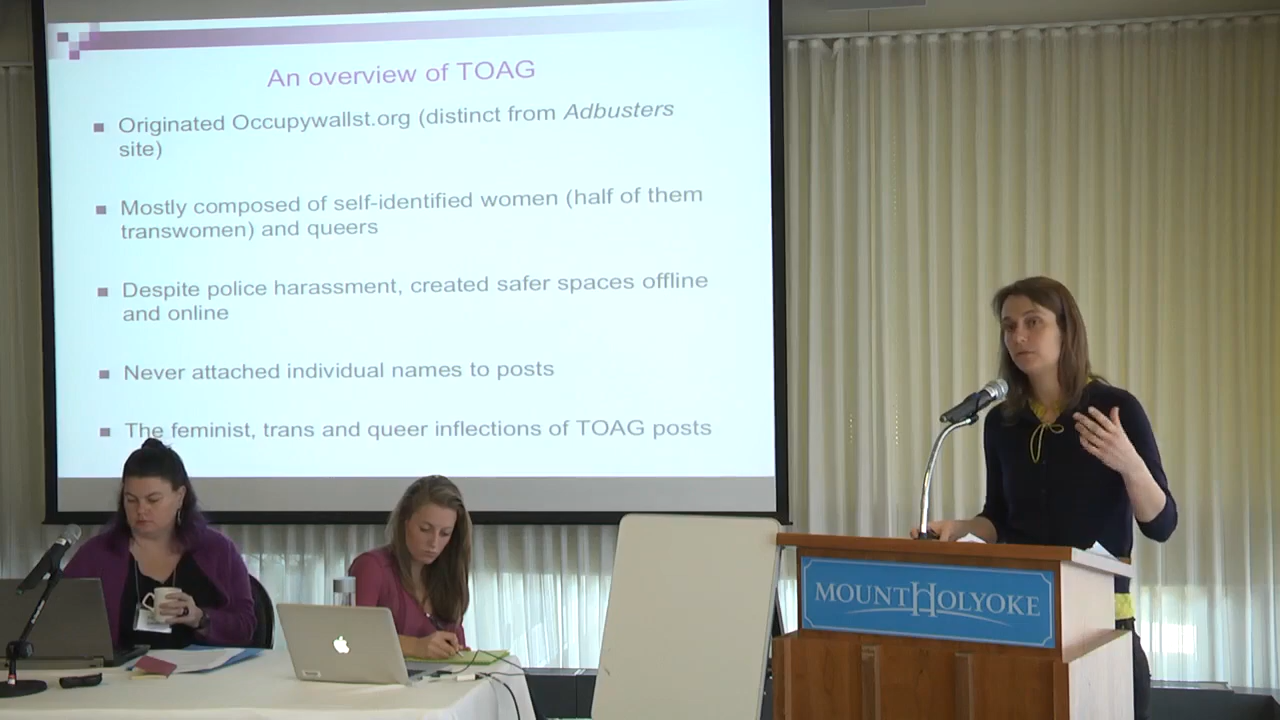 An overview of TOAG
Originated Occupywallst.org (distinct from Adbusters
site)
Mostly composed of self-identified women (half of them
transwomen) and queers
Despite police harassment, created safer spaces offline
and online
Never attached individual names to posts
The feminist, trans and queer inflections of TOAG posts
MOUNT HOLYOKE